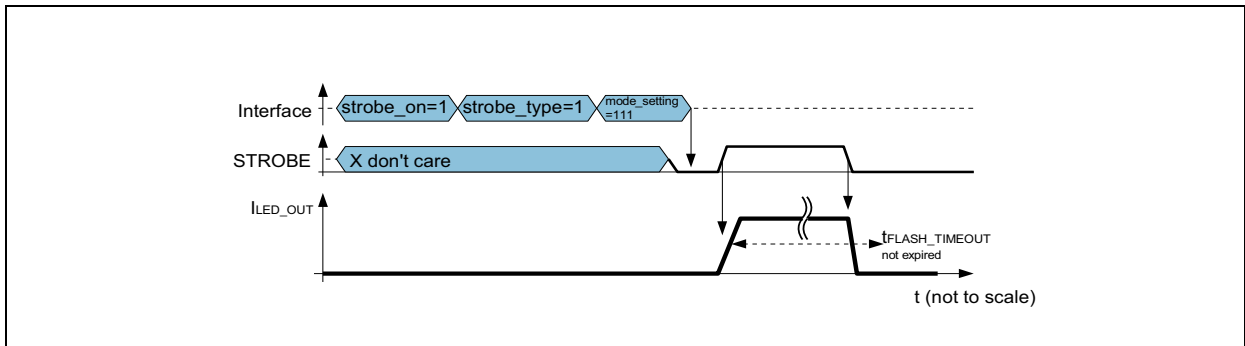 Interface
strobe_on=1
strobe_type=1
mode_setting
=111
STROBE
X don't care
ILED_OUT
tFLASH_TIMEOUT
not expired
t (not to scale)